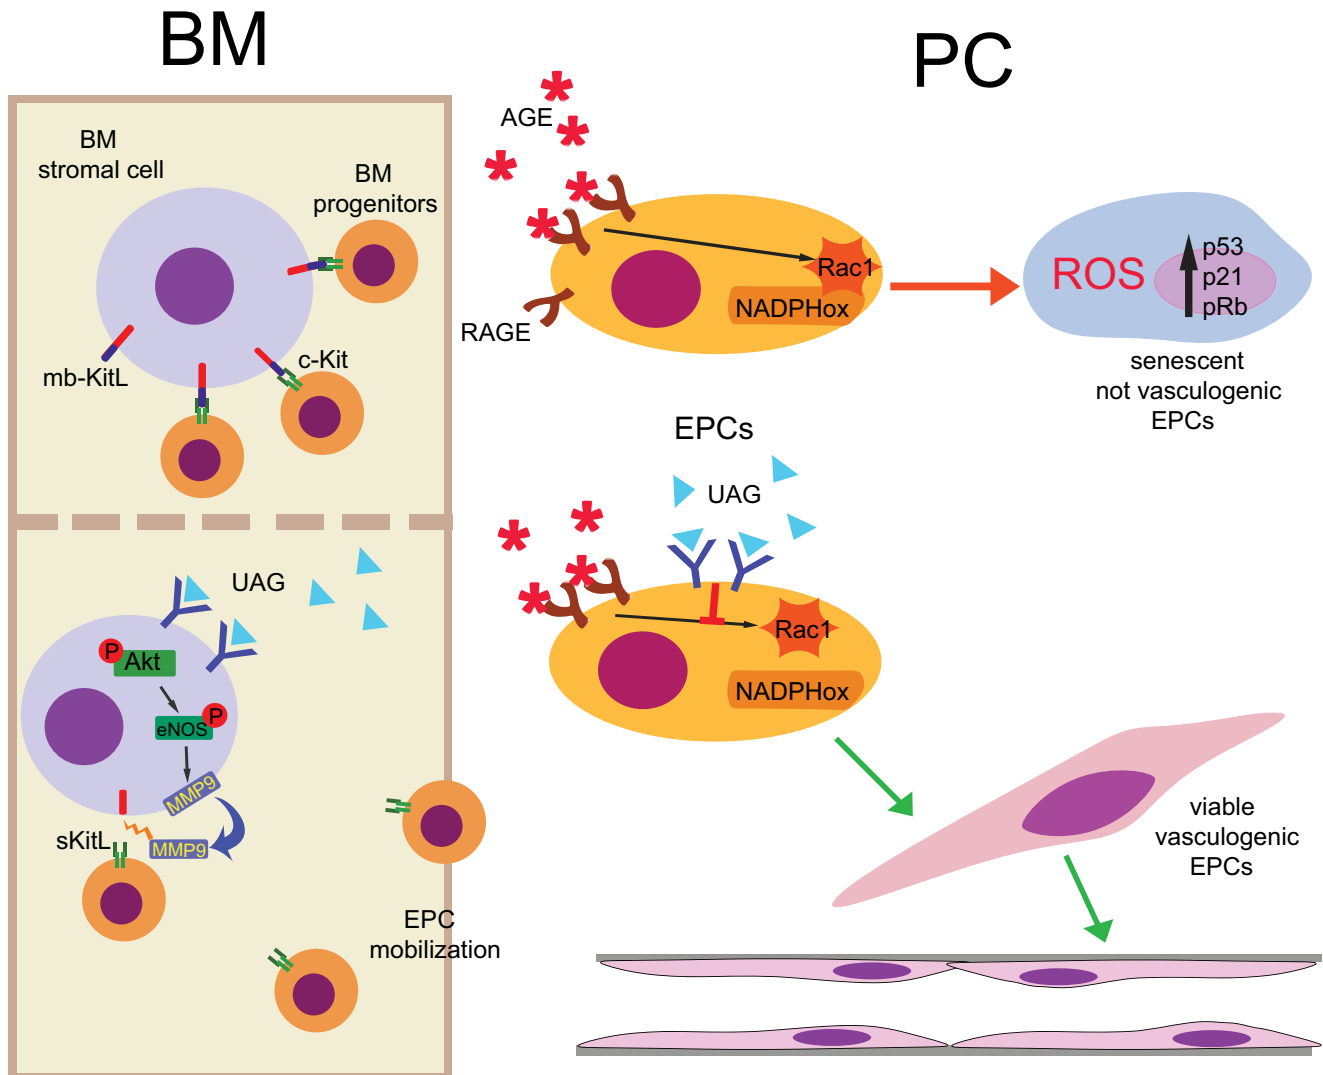 BM
BM
stromal cell
BM
progenitors
mb-KitL
c-Kit
UAG
P
Akt
eNOS
P
MMP9
sKitL
MMP9
EPC
mobilization
PC
AGE
RAGE
Rac1
NADPHox
ROS
p53
p21
pRb
senescent
not vasculogenic
EPCs
EPCs
UAG
Rac1
NADPHox
viable
vasculogenic
EPCs